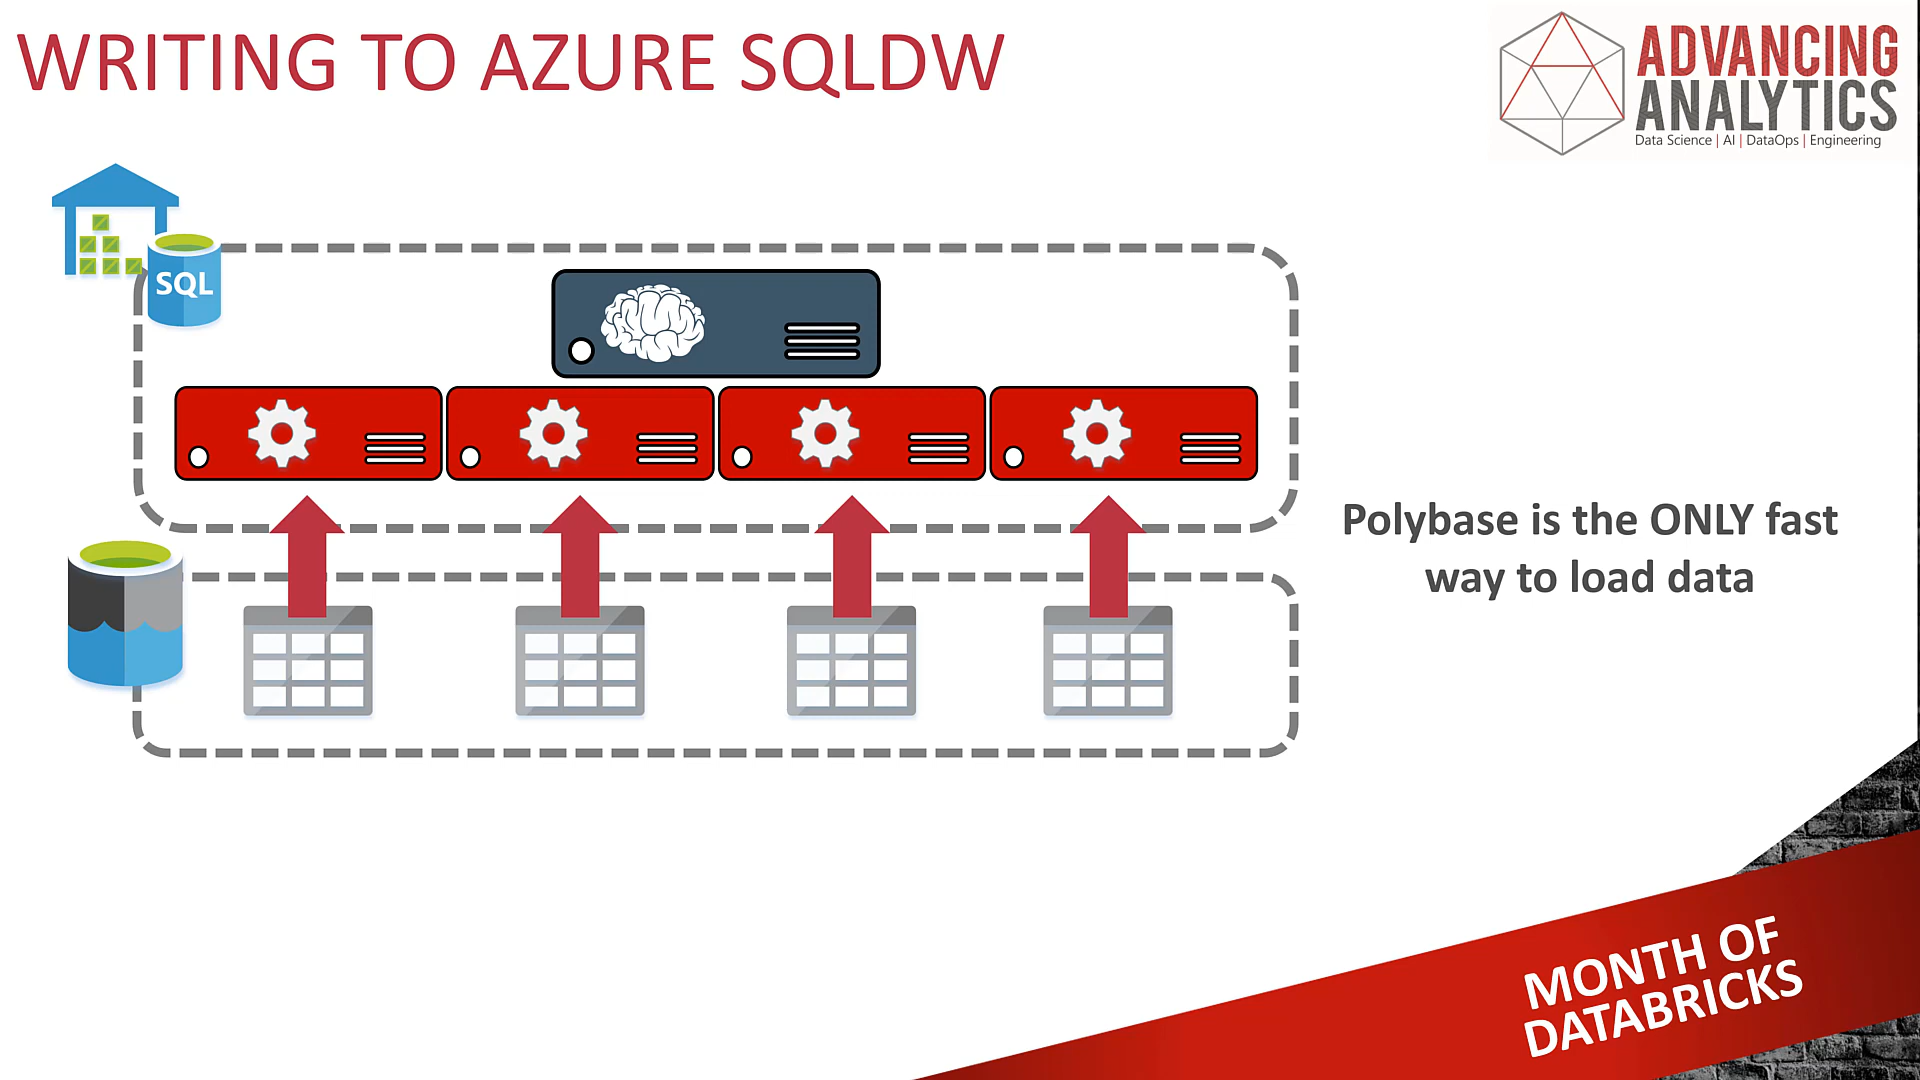 WRITING TO AZURE SQLDW
ADVANCING
ANALYTICS
Data Science | AI | DataOps | Engineering
SQL
Polybase is the ONLY fast
way to load data
MONTH OF
DATABRICKS